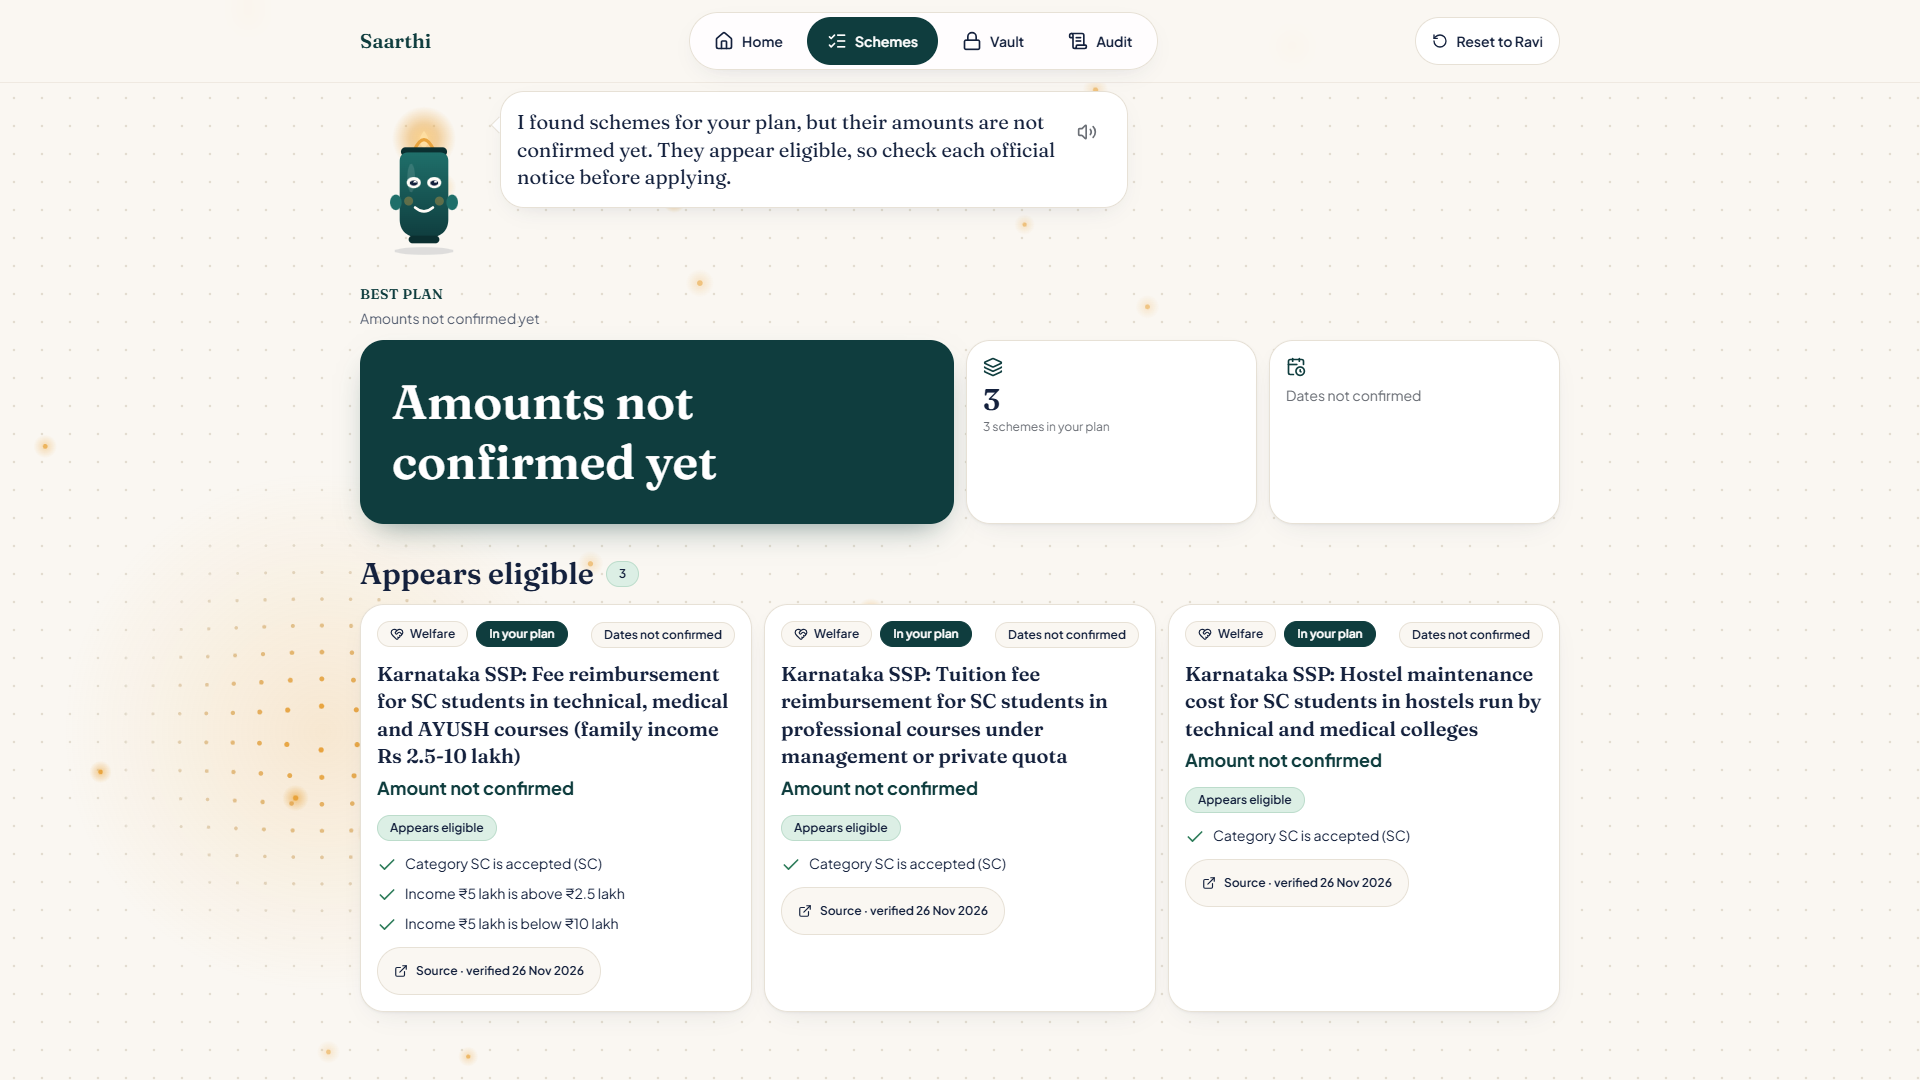 Saarthi
Home
Schemes
Vault
Audit
Reset to Ravi
I found schemes for your plan, but their amounts are not
confirmed yet. They appear eligible, so check each official
notice before applying.
BEST PLAN
Amounts not confirmed yet
Amounts not
confirmed yet
3
3 schemes in your plan
Dates not confirmed
Appears eligible
3
Welfare
In your plan
Dates not confirmed
Karnataka SSP: Fee reimbursement
for SC students in technical, medical
and AYUSH courses (family income
Rs 2.5-10 lakh)
Amount not confirmed
Appears eligible
Category SC is accepted (SC)
Income ₹5 lakh is above ₹2.5 lakh
Income ₹5 lakh is below ₹10 lakh
Source · verified 26 Nov 2026
Welfare
In your plan
Dates not confirmed
Karnataka SSP: Tuition fee
reimbursement for SC students in
professional courses under
management or private quota
Amount not confirmed
Appears eligible
Category SC is accepted (SC)
Source · verified 26 Nov 2026
Welfare
In your plan
Dates not confirmed
Karnataka SSP: Hostel maintenance
cost for SC students in hostels run by
technical and medical colleges
Amount not confirmed
Appears eligible
Category SC is accepted (SC)
Source · verified 26 Nov 2026